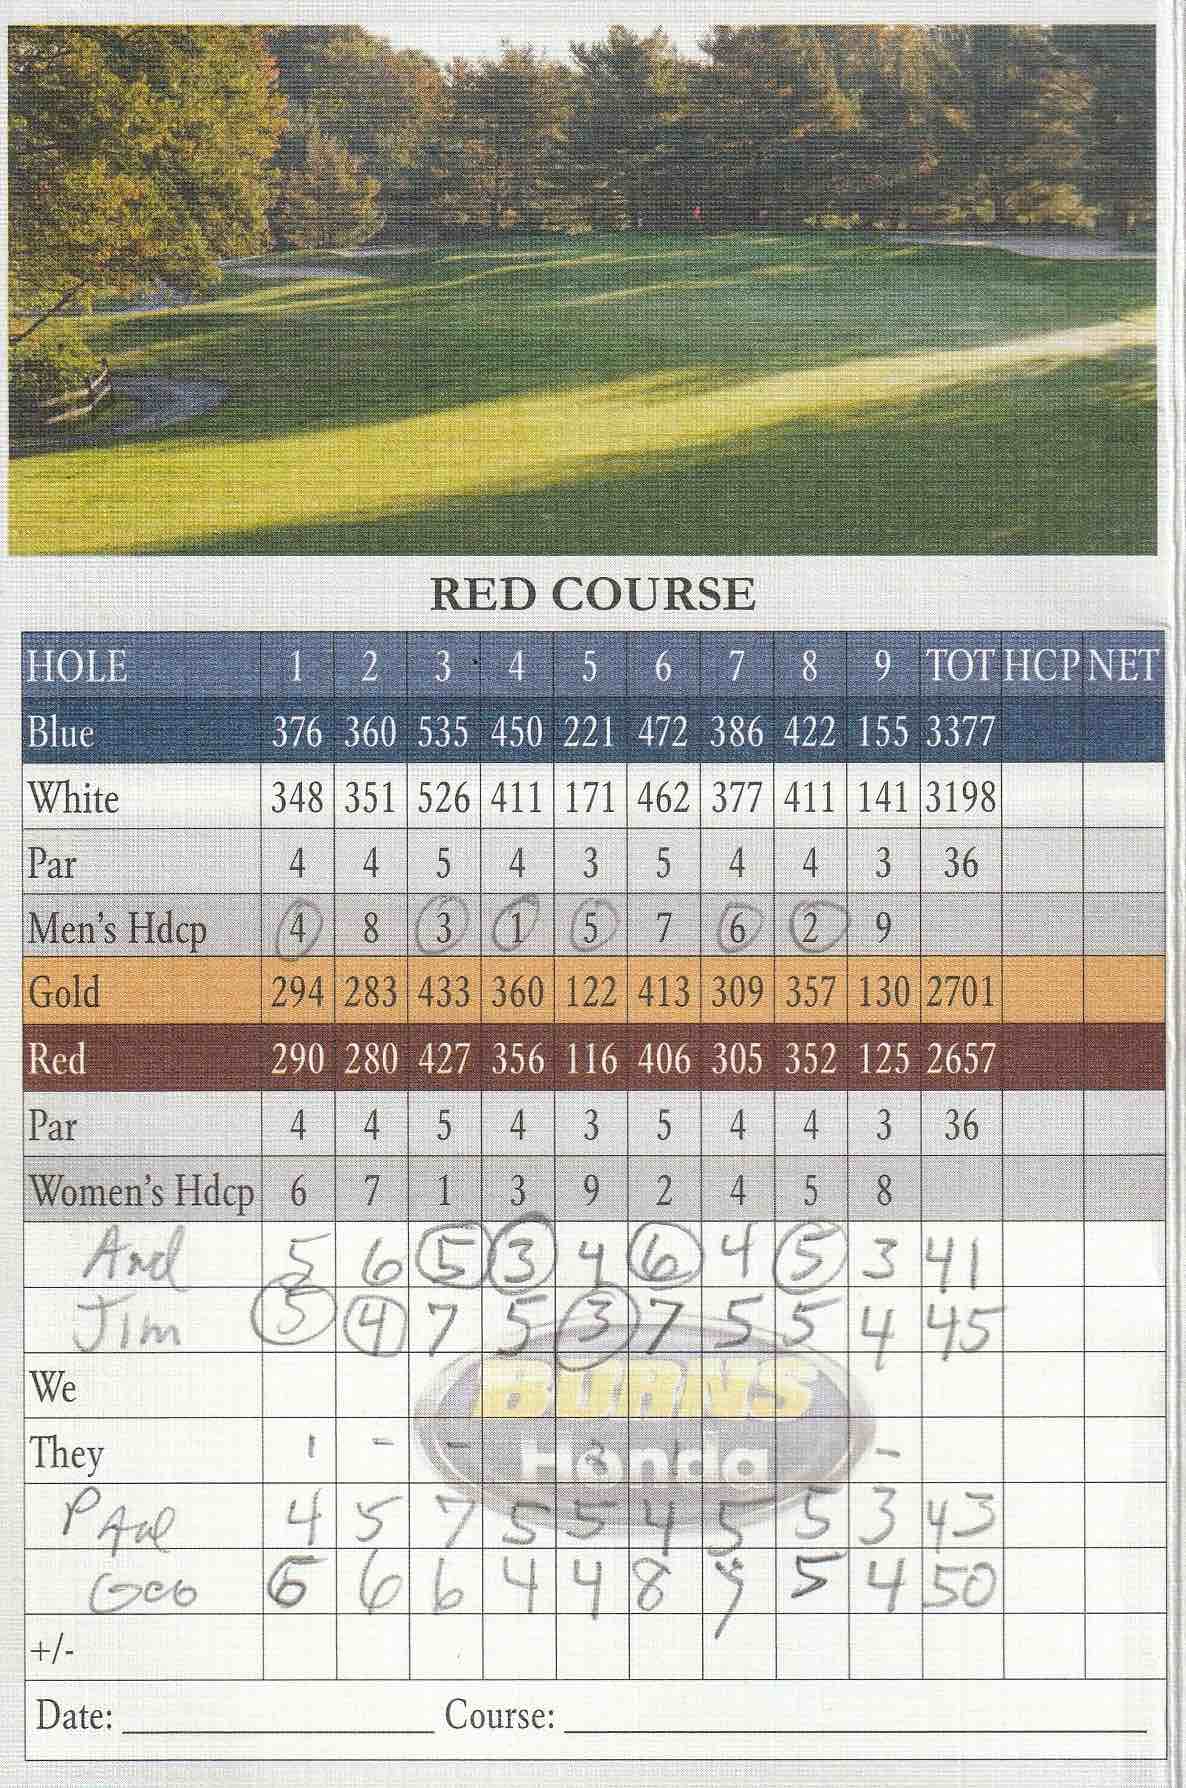 RED COURSE
HOLE 1 2 3 4 5 6 7 8 9 TOT HCP NET
Blue 376 360 535 450 221 472 386 422 155 3377
White 348 351 526 411 171 462 377 411 141 3198
Par 4 4 5 4 3 5 4 4 3 36
Men's Hdcp 4 8 3 1 5 7 6 2 9
Gold 294 283 433 360 122 413 309 357 130 2701
Red 290 280 427 356 116 406 305 352 125 2657
Par 4 4 5 4 3 5 4 4 3 36
Women's Hdcp 6 7 1 3 9 2 4 5 8
5 6 5 3 4 6 4 5 3 41
Jim 5 4 7 5 3 7 5 5 4 45
We
BURNS
They 1 - - -
Honda
4 5 7 5 5 4 5 5 3 43
Geo 6 6 4 4 8 5 4 50
+/-
Date: Course: